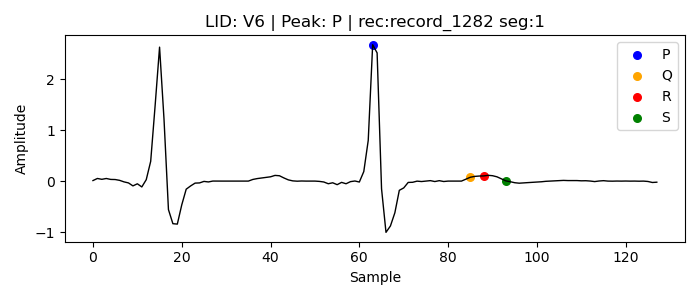 LID: V6 | Peak: P | rec:record_1282 seg:1
P
Q
R
S
Amplitude
2
1
0
−1
0 20 40 60 80 100 120
Sample